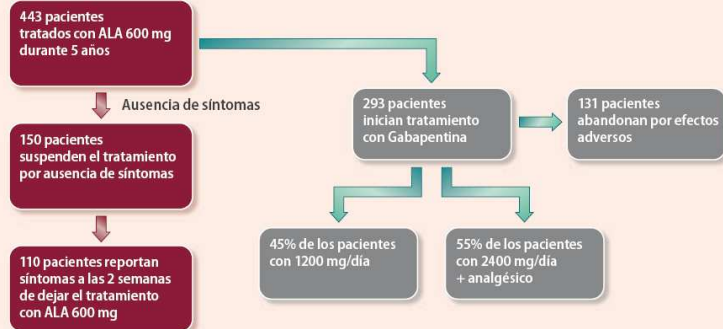 443 pacientes
tratados con ALA 600 mg
durante 5 años
Ausencia de síntomas
150 pacientes
suspenden el tratamiento
por ausencia de síntomas
110 pacientes reportan
síntomas a las 2 semanas
de dejar el tratamiento
con ALA 600 mg
293 pacientes
inician tratamiento
con Gabapentina
131 pacientes
abandonan por efectos
adversos
45% de los pacientes
con 1200 mg/día
55% de los pacientes
con 2400 mg/día
+ analgésico